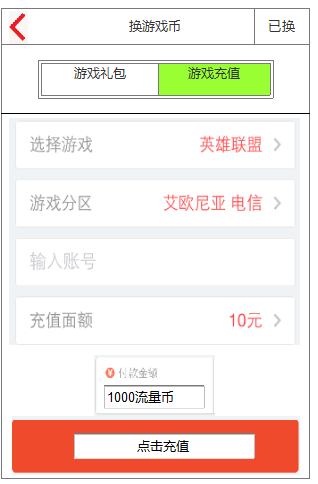 换游戏币 已换
游戏礼包 游戏充值
选择游戏 英雄联盟
游戏分区 艾欧尼亚 电信
输入账号
充值面额 10元
付款金额
1000流量币
点击充值